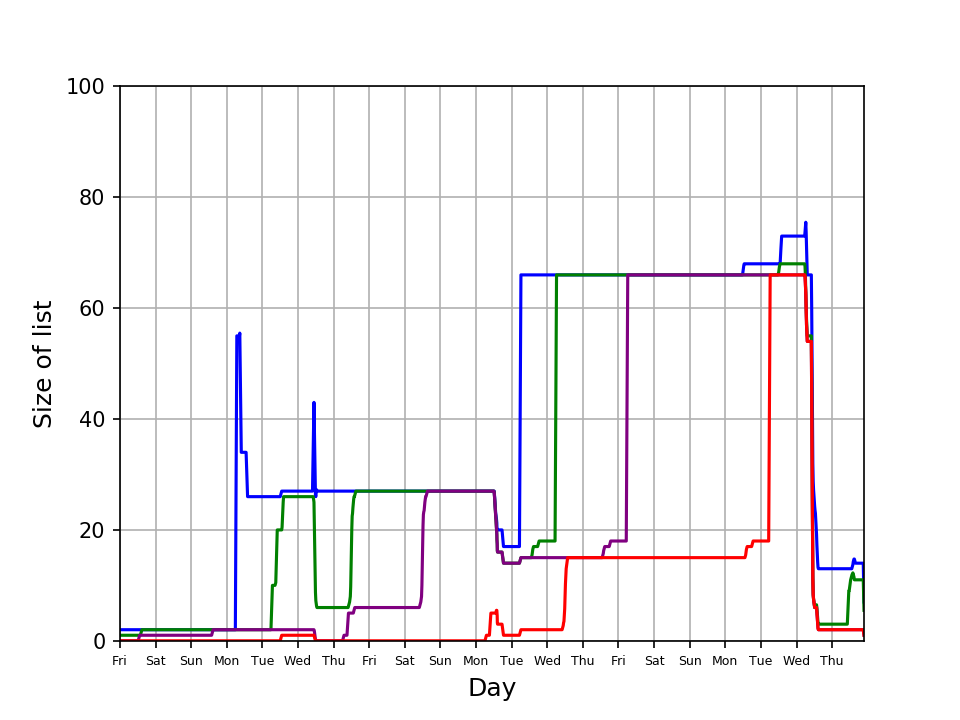 100
80
60
40
20
0
Size of list
Fri Sat Sun Mon Tue Wed Thu Fri Sat Sun Mon Tue Wed Thu Fri Sat Sun Mon Tue Wed Thu
Day